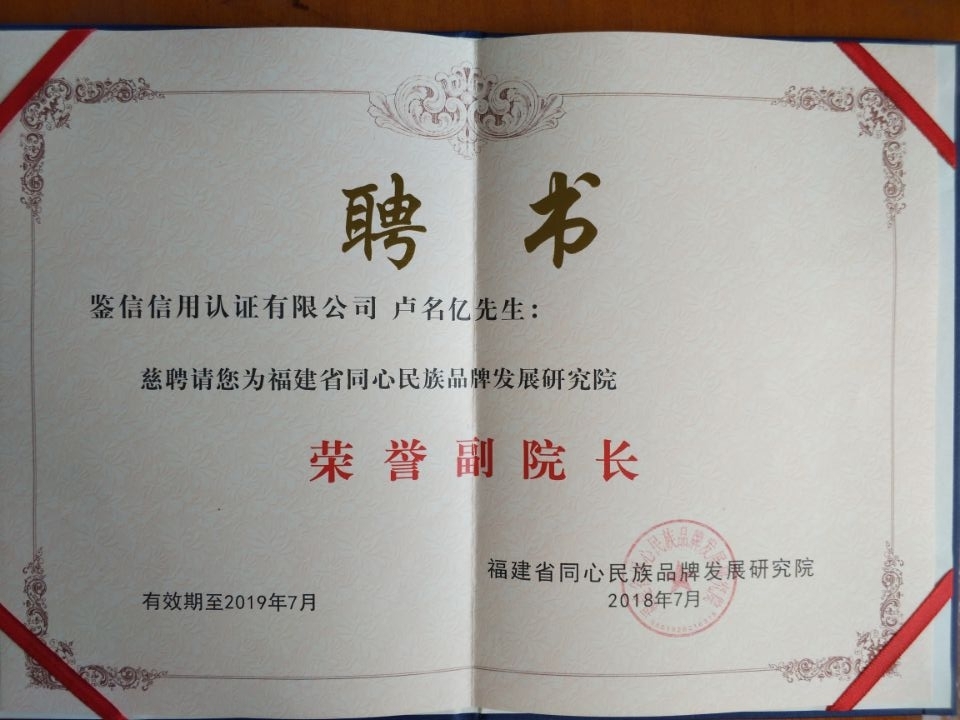 聘书
鉴信信用认证有限公司 卢名亿先生：
慈聘请您为福建省同心民族品牌发展研究院
荣誉副院长
福建省同心民族品牌发展研究院
2018年7月
有效期至2019年7月